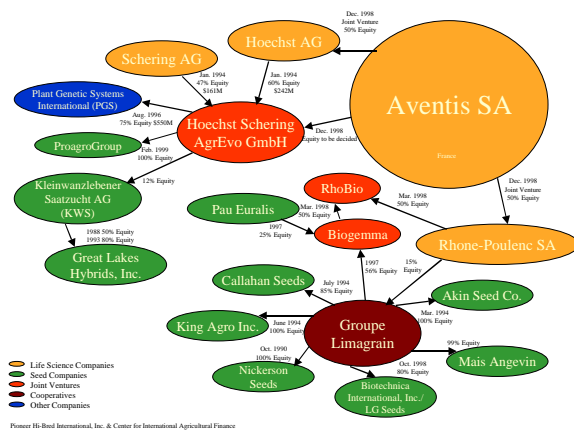 Dec. 1998
Joint Venture
50% Equity
Hoechst AG
Schering AG
Aventis SA
France
Jan. 1994
47% Equity
$161M
Jan. 1994
60% Equity
$242M
Plant Genetic Systems
International (PGS)
Aug. 1996
75% Equity $550M
Hoechst Schering
AgrEvo GmbH
Dec. 1998
Equity to be decided
ProagroGroup
Feb. 1999
100% Equity
Kleinwanzlebener
Saatzucht AG
(KWS)
12% Equity
Dec. 1998
Joint Venture
50% Equity
RhoBio
Mar. 1998
50% Equity
Pau Euralis
Mar. 1998
50% Equity
1997
25% Equity
Biogemma
Rhone-Poulenc SA
1988 50% Equity
1993 80% Equity
Great Lakes
Hybrids, Inc.
1997
56% Equity
15%
Equity
Callahan Seeds
July 1994
85% Equity
Akin Seed Co.
Mar. 1994
100% Equity
King Agro Inc.
June 1994
100% Equity
Groupe
Limagrain
99% Equity
Mais Angevin
Oct. 1990
100% Equity
Nickerson
Seeds
Oct. 1998
80% Equity
Biotechnica
International, Inc./
LG Seeds
Life Science Companies
Seed Companies
Joint Ventures
Cooperatives
Other Companies
Pioneer Hi-Bred International, Inc. & Center for International Agricultural Finance